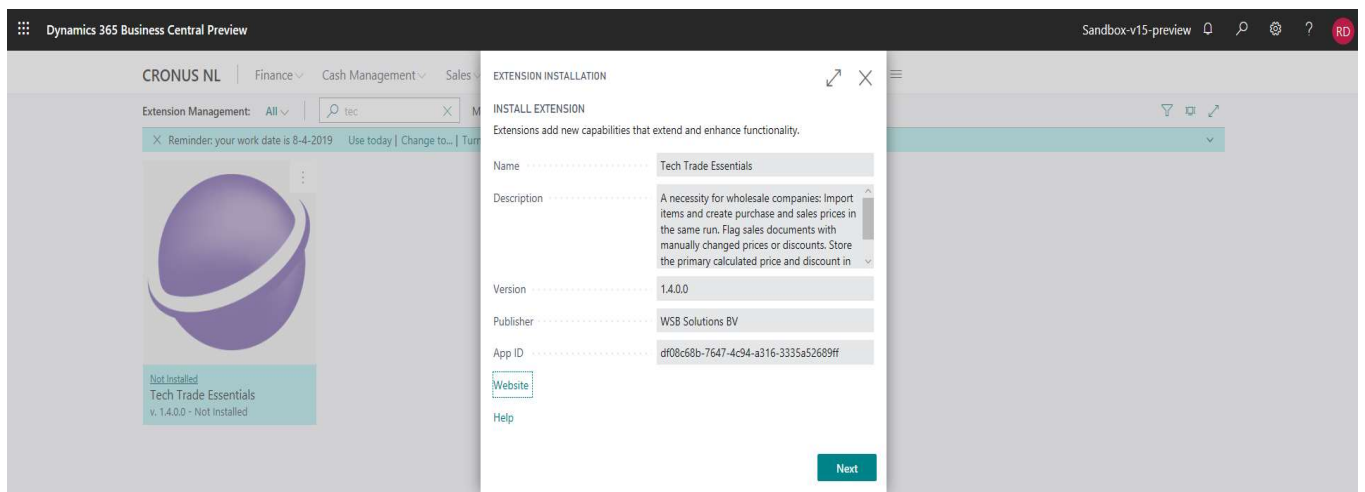 Dynamics 365 Business Central Preview
Sandbox-v15-preview
?
RD
CRONUS NL
Finance
Cash Management
Sales
Extension Management:
All
tec
M
Reminder: your work date is 8-4-2019
Use today | Change to... | Turn
Not Installed
Tech Trade Essentials
v. 1.4.0.0 - Not Installed
EXTENSION INSTALLATION
INSTALL EXTENSION
Extensions add new capabilities that extend and enhance functionality.
Name
Tech Trade Essentials
Description
A necessity for wholesale companies: Import
items and create purchase and sales prices in
the same run. Flag sales documents with
manually changed prices or discounts. Store
the primary calculated price and discount in
Version
1.4.0.0
Publisher
WSB Solutions BV
App ID
df08c68b-7647-4c94-a316-3335a52689ff
Website
Help
Next